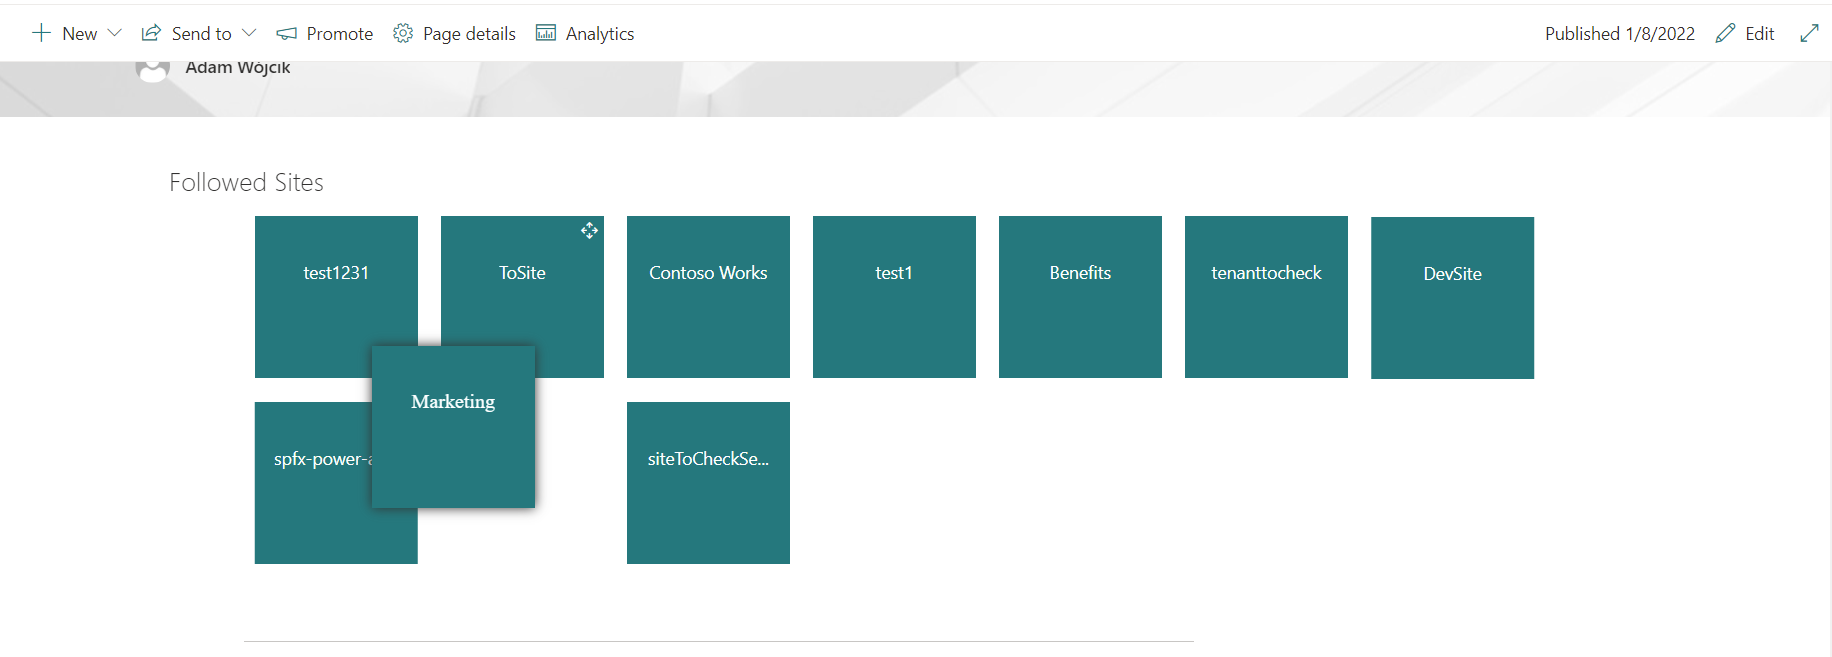 New Send to Promote Page details Analytics Published 1/8/2022 Edit
Adam Wójcik
Followed Sites
test1231 ToSite Contoso Works test1 Benefits tenanttocheck DevSite
Marketing
spfx-power- siteToCheckSe...